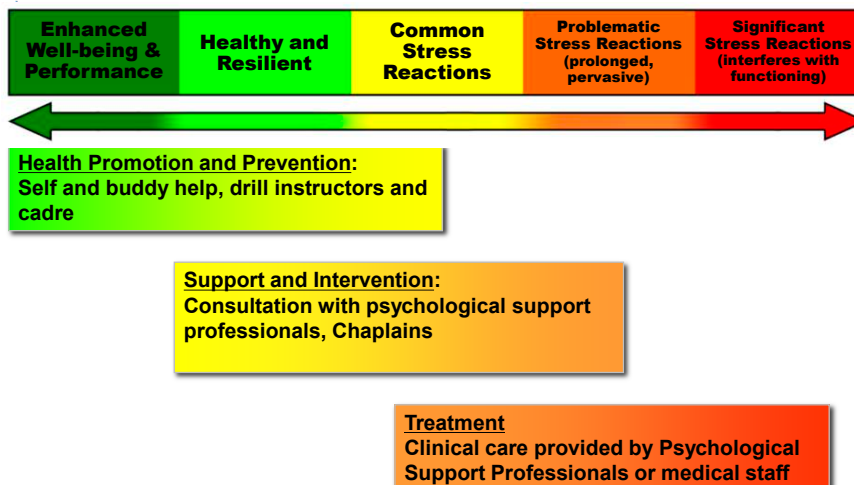 Enhanced
Well-being &
Performance
Healthy and
Resilient
Common
Stress
Reactions
Problematic
Stress Reactions
(prolonged,
pervasive)
Significant
Stress Reactions
(interferes with
functioning)
Health Promotion and Prevention:
Self and buddy help, drill instructors and
cadre
Support and Intervention:
Consultation with psychological support
professionals, Chaplains
Treatment
Clinical care provided by Psychological
Support Professionals or medical staff